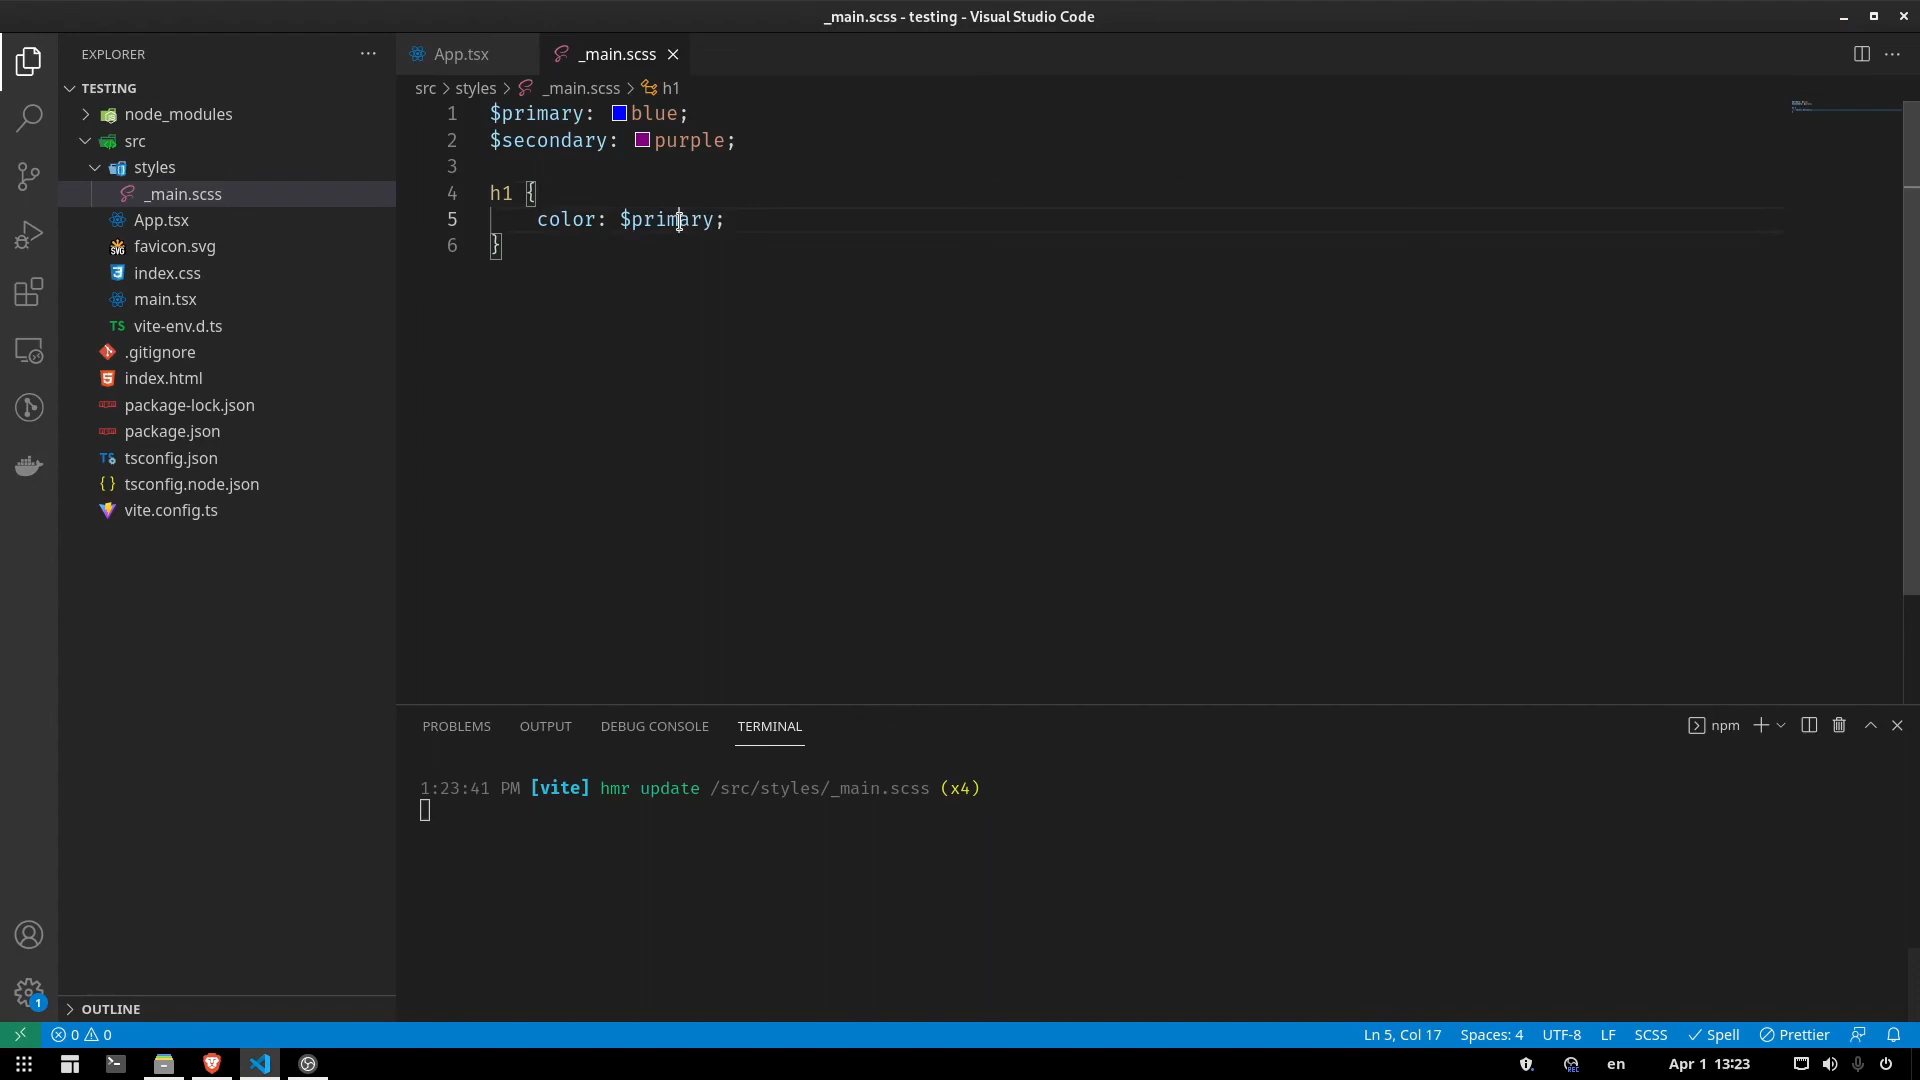 _main.scss - testing - Visual Studio Code
EXPLORER
TESTING
node_modules
src
styles
_main.scss
App.tsx
favicon.svg
index.css
main.tsx
TS vite-env.d.ts
.gitignore
index.html
package-lock.json
package.json
tsconfig.json
{ } tsconfig.node.json
vite.config.ts
OUTLINE
App.tsx
_main.scss
src > styles > _main.scss > h1
1 $primary: blue;
2 $secondary: purple;
3
4 h1 {
5 color: $primary;
6 }
PROBLEMS OUTPUT DEBUG CONSOLE TERMINAL
npm
1:23:41 PM [vite] hmr update /src/styles/_main.scss (x4)
1
0 0
Ln 5, Col 17 Spaces: 4 UTF-8 LF SCSS Spell Prettier
en Apr 1 13:23